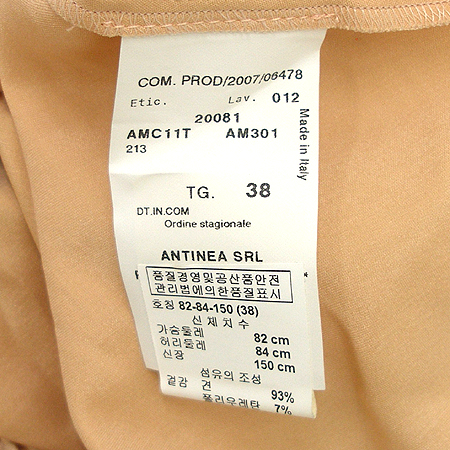 COM. PROD/2007/06478
Etic. Lav. 012
20081
AMC11T AM301
213
Made in Italy
TG. 38
DT.IN.COM
Ordine stagionale
ANTINEA SRL
품질경영및공산품안전
관리법에의한품질표시
호칭 82-84-150 (38)
신체치수
가슴둘레 82 cm
허리둘레 84 cm
신장 150 cm
섬유의 조성
겉감 견 93%
폴리우레탄 7%